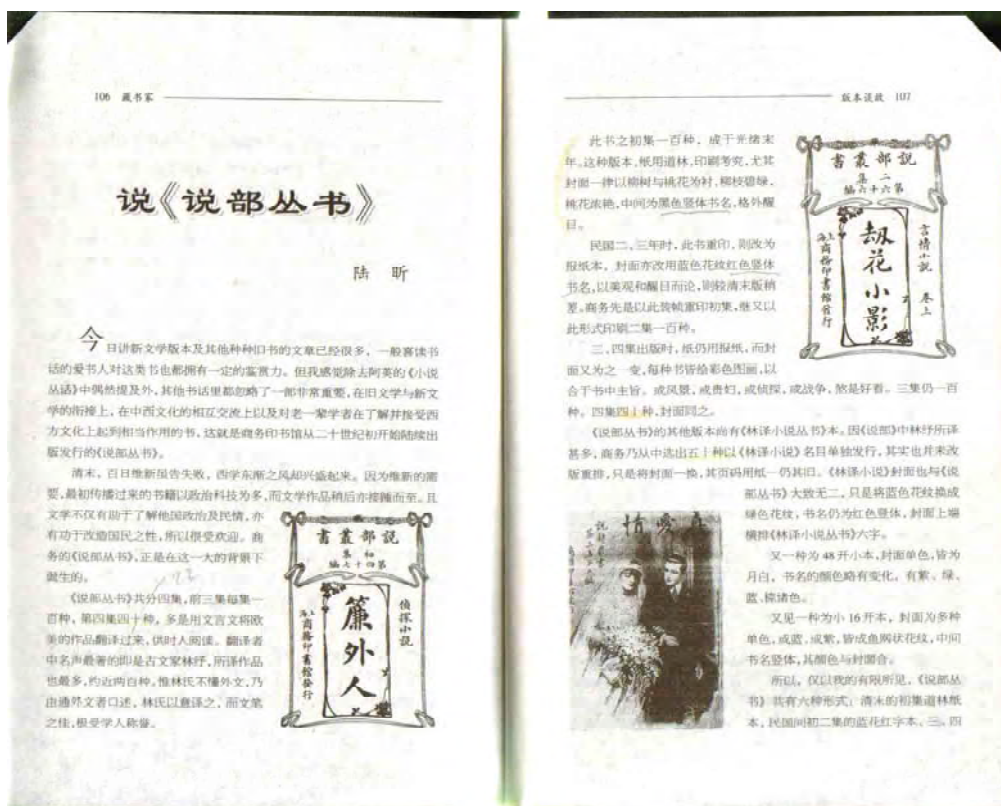 106 藏书家
说《说部丛书》
陆 昕
今日讲新文学版本及其他种种旧书的文章已经很多，一般喜读书
话的爱书人对这类书也都拥有一定的鉴赏力。但我感觉除去阿英的《小说
丛话》中偶然提及外，其他书话里都忽略了一部非常重要，在旧文学与新文
学的衔接上，在中西文化的相互交流上以及对老一辈学者在了解并接受西
方文化上起到相当作用的书，这就是商务印书馆从二十世纪初开始陆续出
版发行的《说部丛书》。
清末，百日维新虽告失败，西学东渐之风却兴盛起来。因为维新的需
要，最初传播过来的书籍以政治科技为多，而文学作品稍后亦接踵而至。且
文学不仅有助于了解他国政治及民情，亦
有功于改造国民之性，所以很受欢迎。商
务的《说部丛书》，正是在这一大的背景下
诞生的。
《说部丛书》共分四集，前三集每集一
百种，第四集四十种，多是用文言文将欧
美的作品翻译过来，供时人阅读。翻译者
中名声最著的即是古文家林纾，所译作品
也最多，约近两百种。惟林氏不懂外文，乃
由通外文者口述，林氏以意译之，而文笔
之佳，极受学人称誉。
說部叢書
初集
第四十七編
偵探小說
簾外人
上海商務印書館發行
版本谈故 107
此书之初集一百种，成于光绪末
年。这种版本，纸用道林，印刷考究，尤其
封面一律以柳树与桃花为衬，柳枝碧绿，
桃花浓艳，中间为黑色竖体书名，格外醒
目。
民国二、三年时，此书重印，则改为
报纸本，封面亦改用蓝色花纹红色竖体
书名，以美观和醒目而论，则较清末版稍
差。商务先是以此装帧重印初集，继又以
此形式印刷二集一百种。
三、四集出版时，纸仍用报纸，而封
面又为之一变，每种书皆绘彩色图画，以
合于书中主旨。或风景，或贵妇，或侦探，或战争，煞是好看。三集仍一百
种。四集四十种，封面同之。
《说部丛书》的其他版本尚有《林译小说丛书》本。因《说部》中林纾所译
甚多，商务乃从中选出五十种以《林译小说》名目单独发行，其实也并未改
版重排，只是将封面一换，其页码用纸一仍其旧。《林译小说》封面也与《说
部丛书》大致无二，只是将蓝色花纹换成
绿色花纹，书名仍为红色竖体，封面上端
横排《林译小说丛书》六字。
又一种为48开小本，封面单色，皆为
月白，书名的颜色略有变化，有紫、绿、
蓝、棕诸色。
又见一种为小16开本，封面为多种
单色，或蓝、或紫，皆成鱼网状花纹，中间
书名竖体，其颜色与封面合。
所以，仅以我的有限所见，《说部丛
书》共有六种形式：清末的初集道林纸
本，民国间初二集的蓝花红字本，三、四
說部叢書
二集
第六十六編
言情小說 卷上
劫花小影
上海商務印書館發行
真愛情